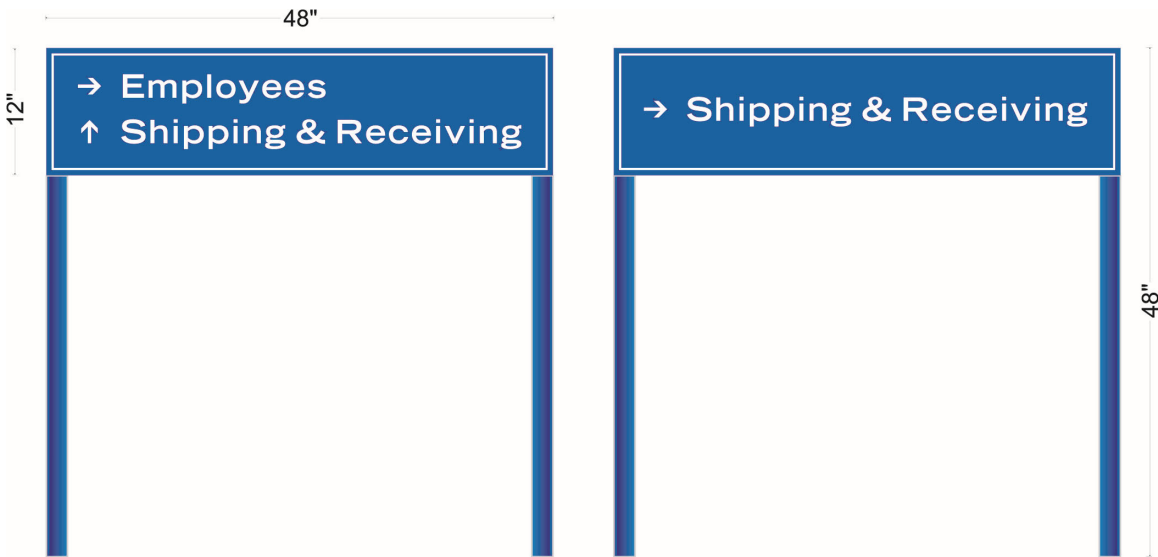 48"
12"
→ Employees
↑ Shipping & Receiving
→ Shipping & Receiving
48"